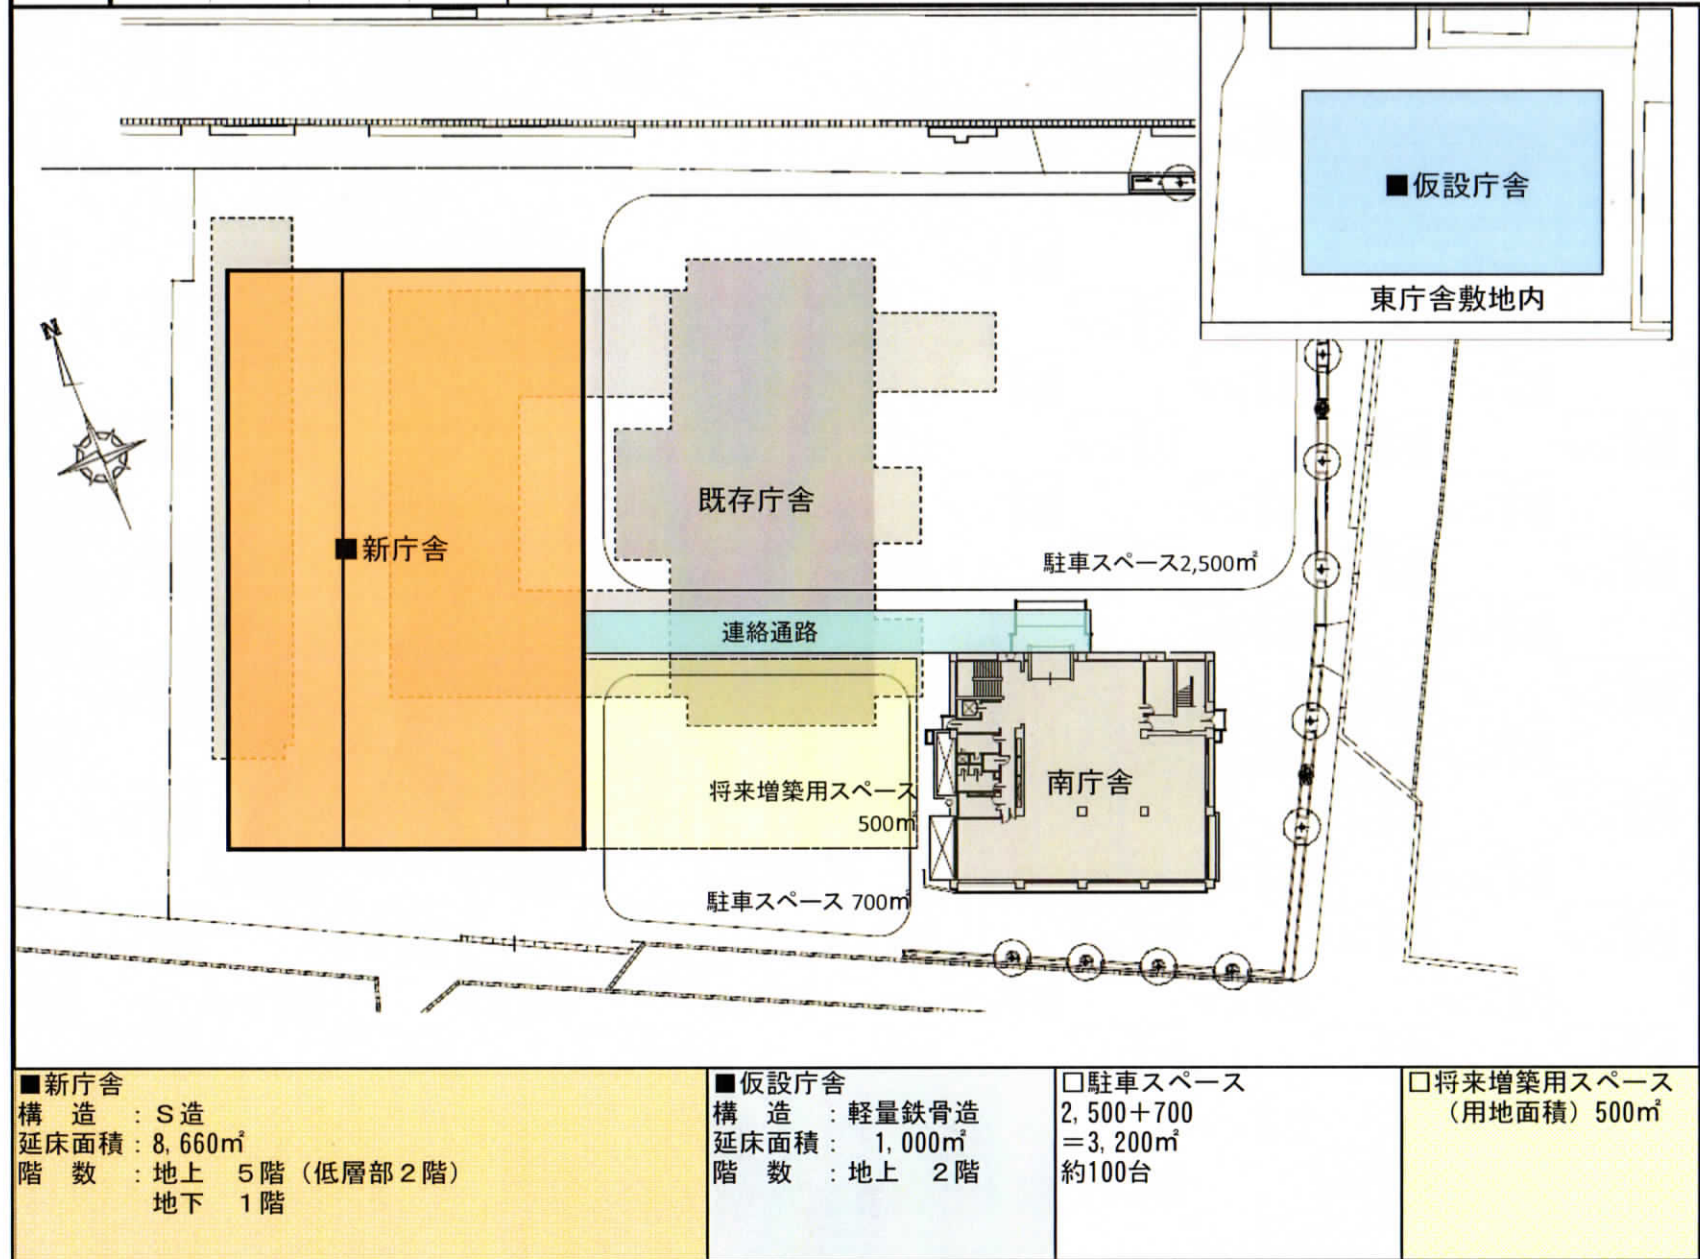 ■仮設庁舎
東庁舎敷地内
N
既存庁舎
■新庁舎
駐車スペース2,500㎡
連絡通路
将来増築用スペース
500㎡
南庁舎
駐車スペース 700㎡
■新庁舎
構　造　：Ｓ造
延床面積：8,660㎡
階　数　：地上　５階（低層部２階）
地下　１階
■仮設庁舎
構　造　：軽量鉄骨造
延床面積：　1,000㎡
階　数　：地上　２階
□駐車スペース
2,500＋700
＝3,200㎡
約100台
□将来増築用スペース
（用地面積）500㎡